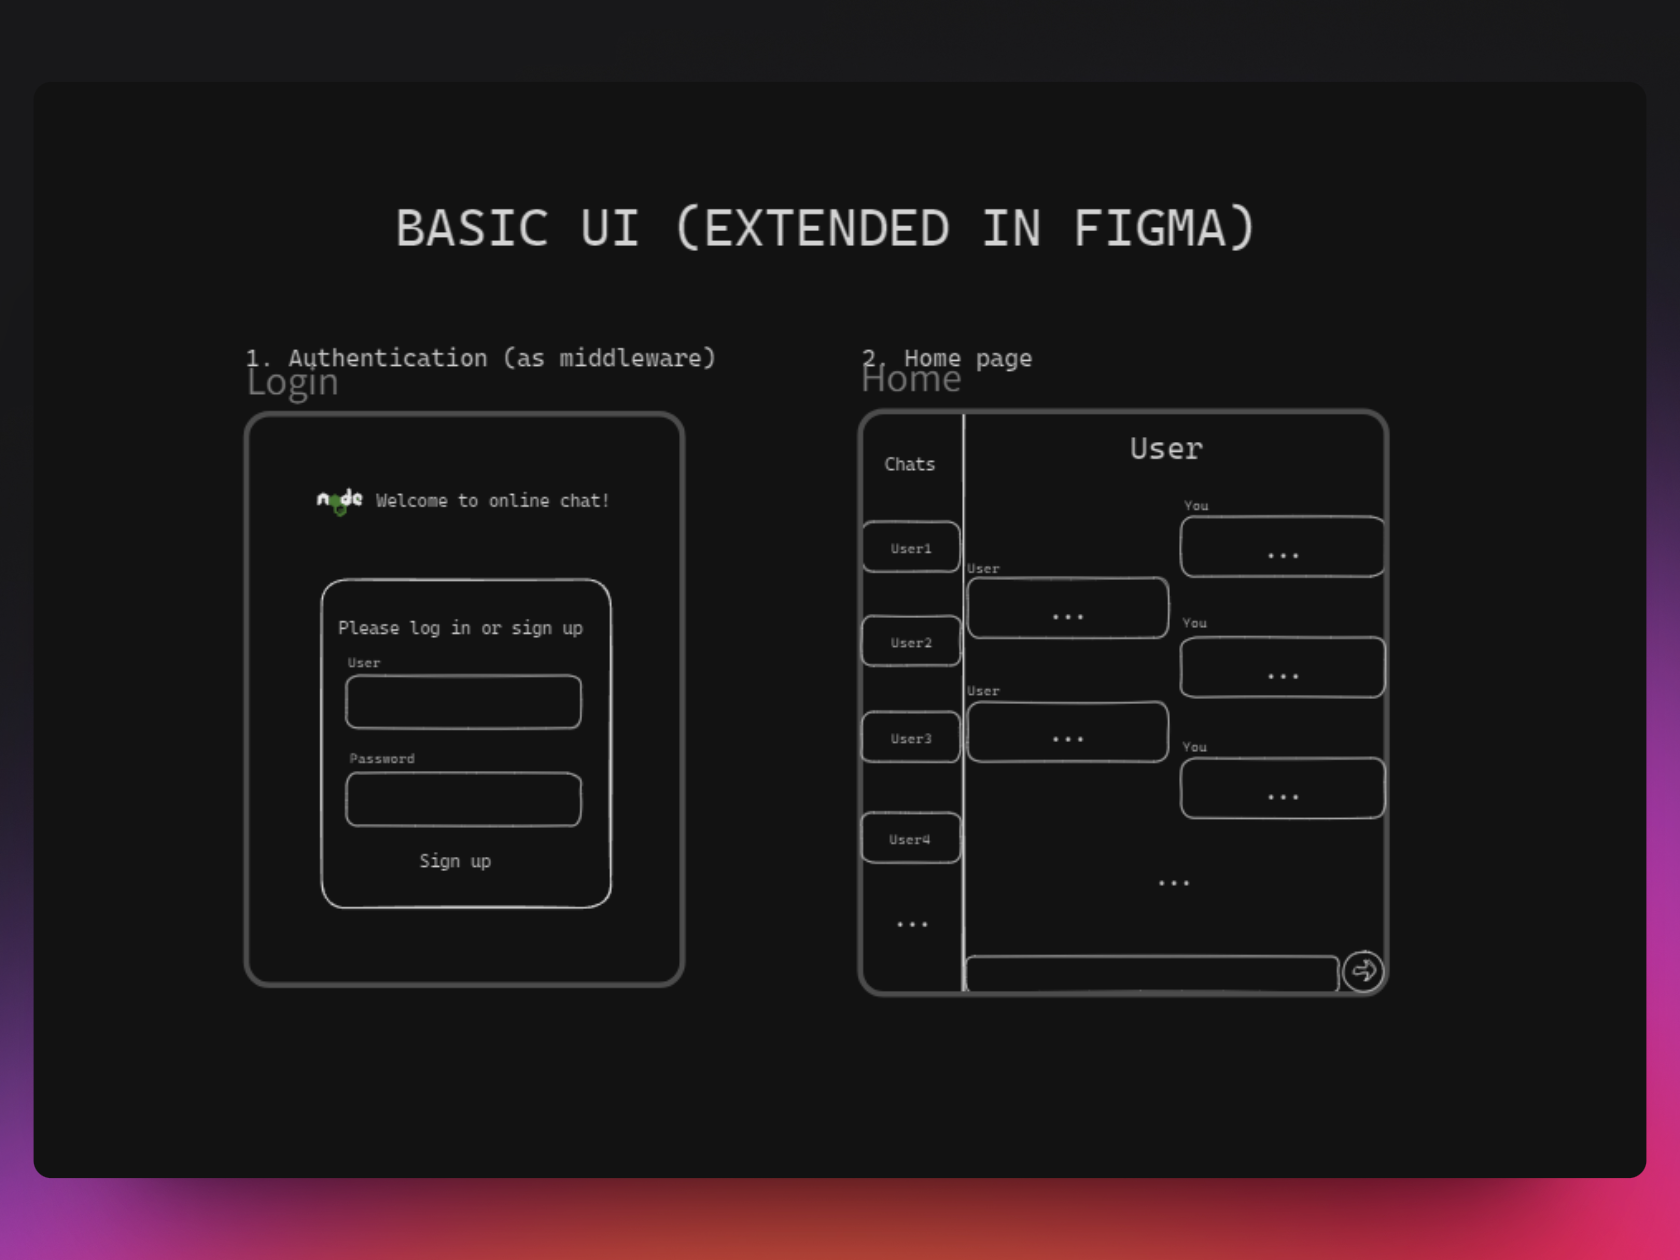 BASIC UI (EXTENDED IN FIGMA)
1. Authentication (as middleware)
Login
node Welcome to online chat!
Please log in or sign up
User
Password
Sign up
2. Home page
Home
Chats
User1
User2
User3
User4
...
User
You
...
User
...
You
...
User
...
You
...
...